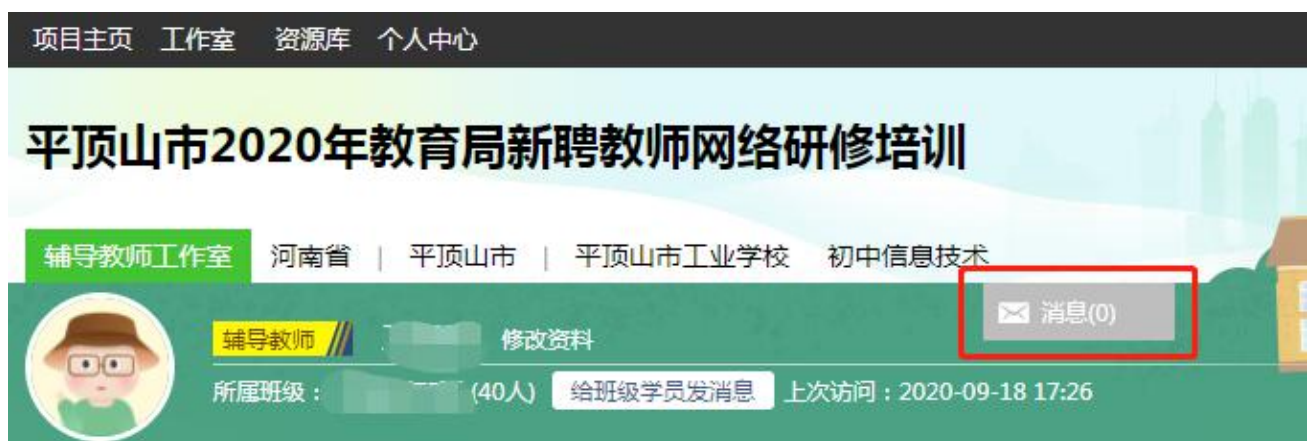 项目主页 工作室 资源库 个人中心
平顶山市2020年教育局新聘教师网络研修培训
辅导教师工作室 河南省 | 平顶山市 | 平顶山市工业学校 初中信息技术
消息(0)
辅导教师 修改资料
所属班级： (40人) 给班级学员发消息 上次访问：2020-09-18 17:26